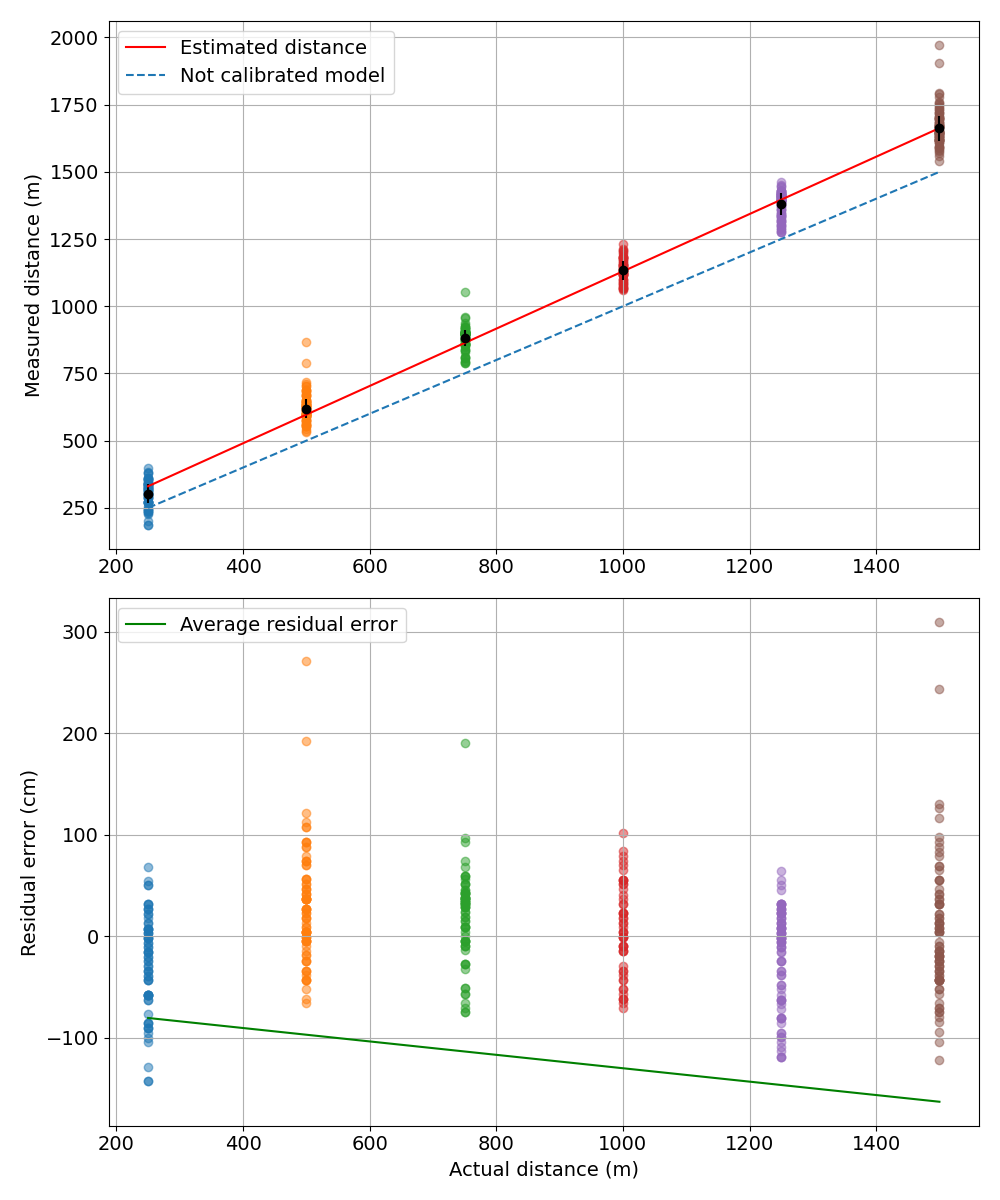 Estimated distance
Not calibrated model
Measured distance (m)
2000
1750
1500
1250
1000
750
500
250
200 400 600 800 1000 1200 1400
Average residual error
Residual error (cm)
300
200
100
0
−100
200 400 600 800 1000 1200 1400
Actual distance (m)